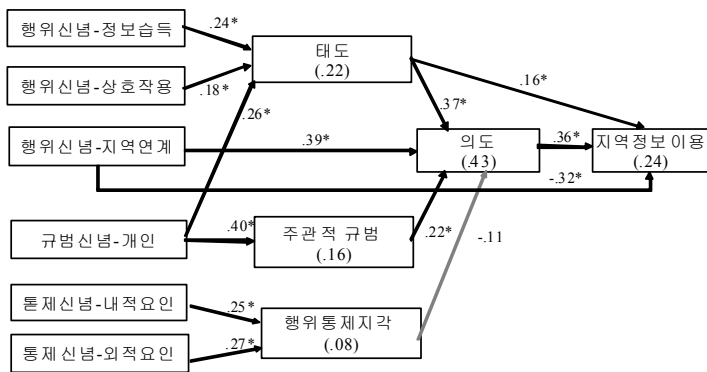 행위신념-정보습득
.24*
태도
(.22)
행위신념-상호작용
.18*
.26*
.37*
.16*
행위신념-지역연계
.39*
의도
(.43)
.36*
지역정보이용
(.24)
-.32*
규범신념-개인
.40*
주관적 규범
(.16)
.22*
-.11
통제신념-내적요인
.25*
행위통제지각
(.08)
통제신념-외적요인
.27*